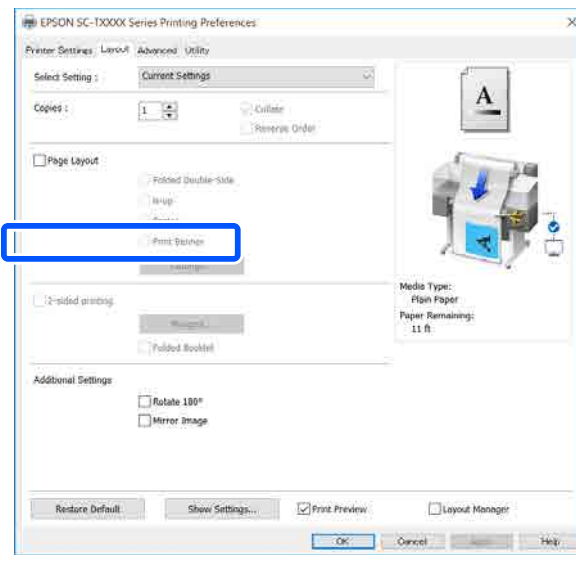 EPSON SC-TXXXX Series Printing Preferences
Printer Settings Layout Advanced Utility
Select Setting : Current Settings
Copies : 1 Collate
Reverse Order
Page Layout
Folded Double-Side
N-up
Print Banner
2-sided printing
Folded Booklet
Additional Settings
Rotate 180°
Mirror Image
A
Media Type:
Plain Paper
Paper Remaining:
11 ft
Restore Default Show Settings... Print Preview Layout Manager
OK Cancel Help